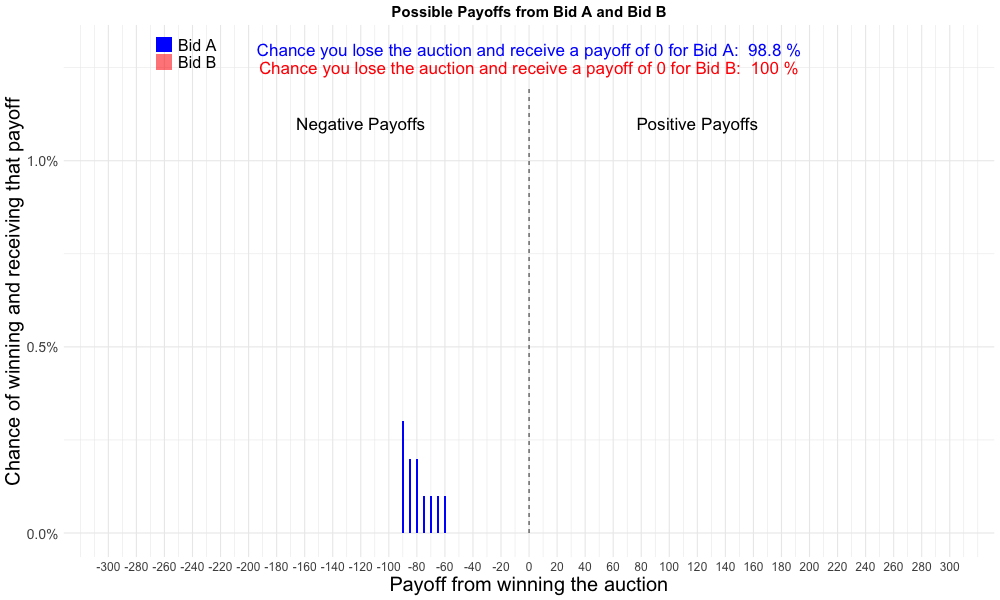 Possible Payoffs from Bid A and Bid B
Bid A
Bid B
Chance you lose the auction and receive a payoff of 0 for Bid A:  98.8 %
Chance you lose the auction and receive a payoff of 0 for Bid B:  100 %
Negative Payoffs
Positive Payoffs
Chance of winning and receiving that payoff
1.0%
0.5%
0.0%
-300 -280 -260 -240 -220 -200 -180 -160 -140 -120 -100 -80 -60 -40 -20 0 20 40 60 80 100 120 140 160 180 200 220 240 260 280 300
Payoff from winning the auction